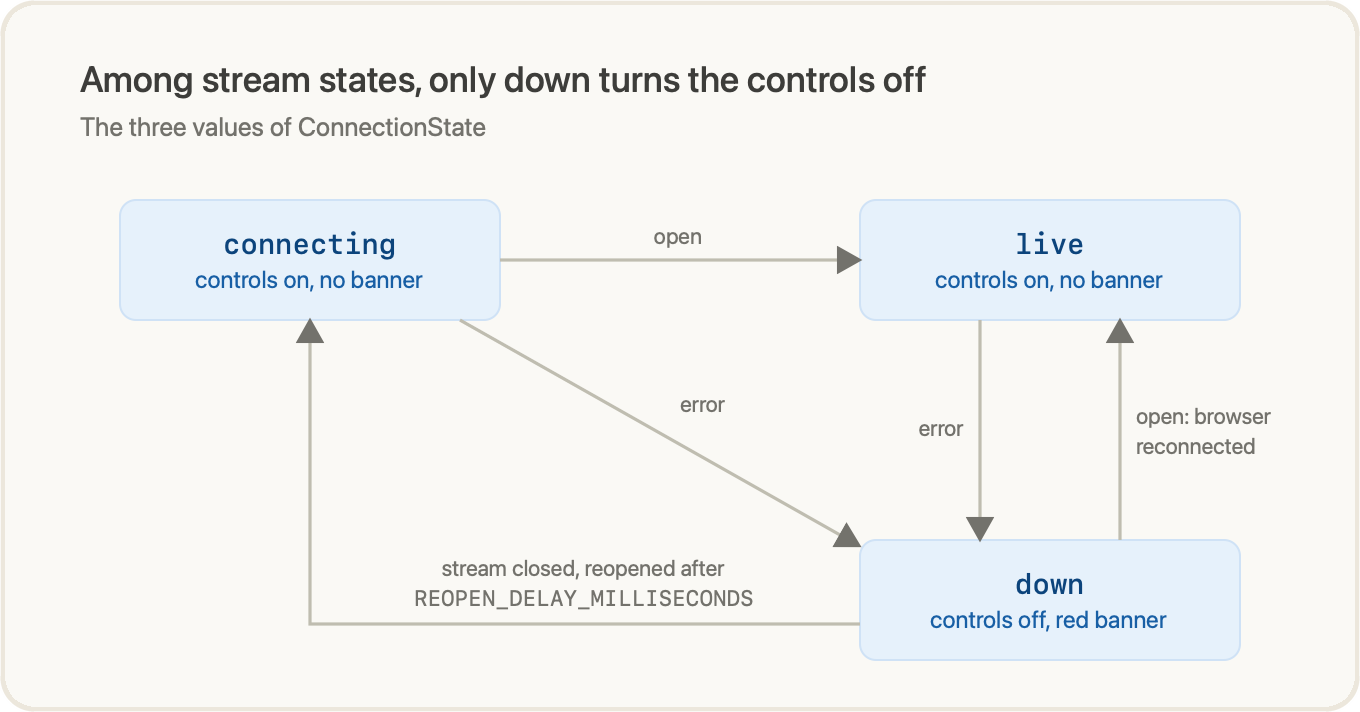 Among stream states, only down turns the controls off
The three values of ConnectionState
connecting
controls on, no banner
open
live
controls on, no banner
error
error
open: browser
reconnected
stream closed, reopened after
REOPEN_DELAY_MILLISECONDS
down
controls off, red banner